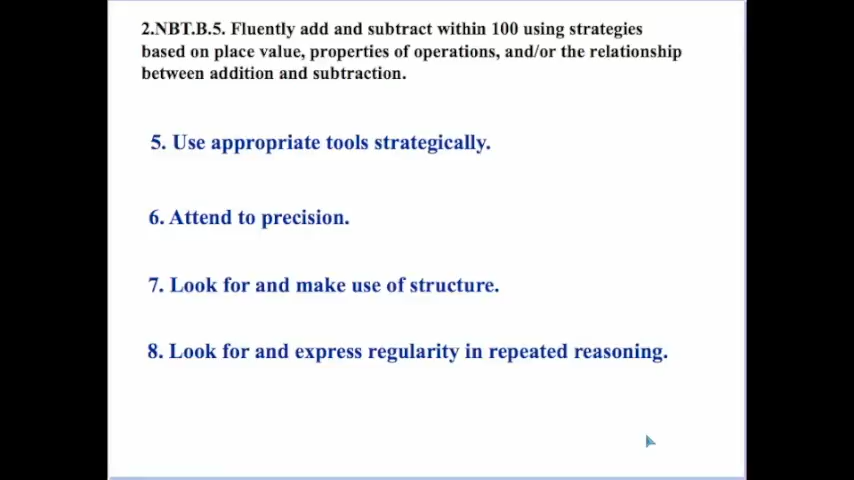 2.NBT.B.5. Fluently add and subtract within 100 using strategies
based on place value, properties of operations, and/or the relationship
between addition and subtraction.
5. Use appropriate tools strategically.
6. Attend to precision.
7. Look for and make use of structure.
8. Look for and express regularity in repeated reasoning.